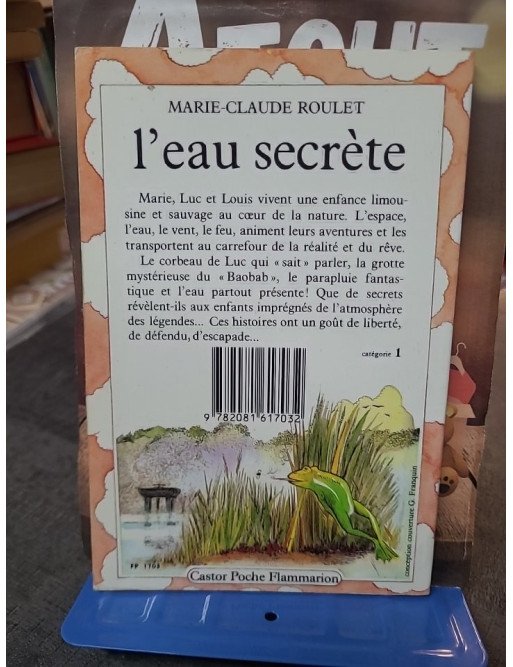 MARIE-CLAUDE ROULET
l'eau secrète
Marie, Luc et Louis vivent une enfance limou-
sine et sauvage au cœur de la nature. L'espace,
l'eau, le vent, le feu, animent leurs aventures et les
transportent au carrefour de la réalité et du rêve.
Le corbeau de Luc qui « sait » parler, la grotte
mystérieuse du « Baobab », le parapluie fantas-
tique et l'eau partout présente! Que de secrets
révèlent-ils aux enfants imprégnés de l'atmosphère
des légendes... Ces histoires ont un goût de liberté,
de défendu, d'escapade...
catégorie 1
9 782081 617032
conception couverture G. Franquin
FP 1703
Castor Poche Flammarion